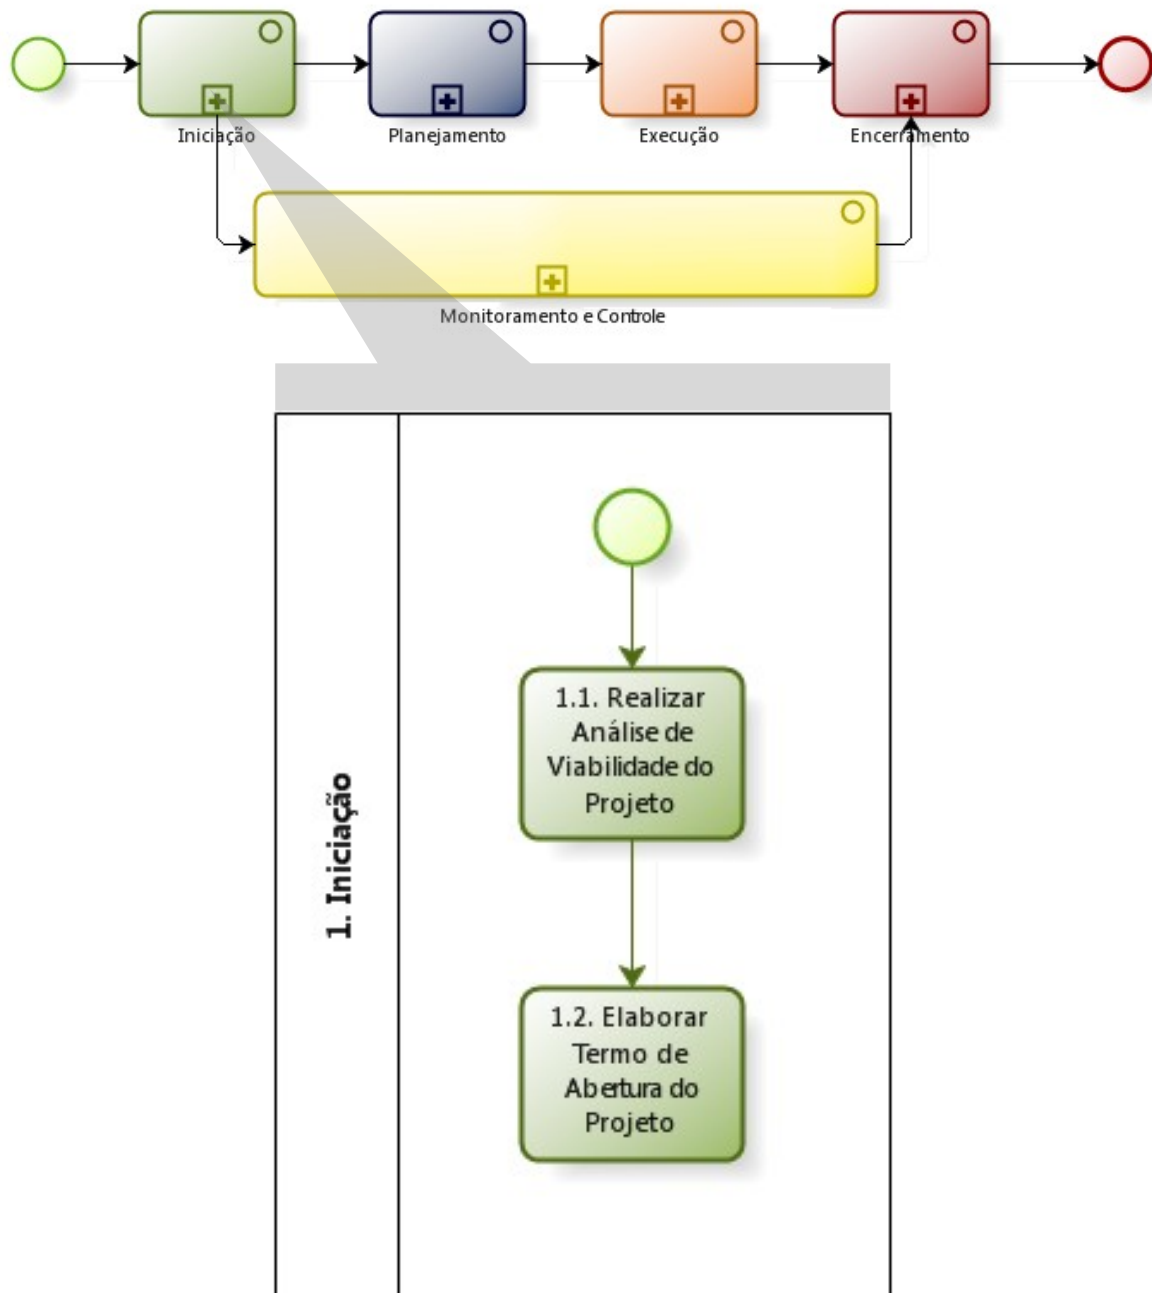 Iniciação
Planejamento
Execução
Encerramento
Monitoramento e Controle
1. Iniciação
1.1. Realizar
Análise de
Viabilidade do
Projeto
1.2. Elaborar
Termo de
Abertura do
Projeto